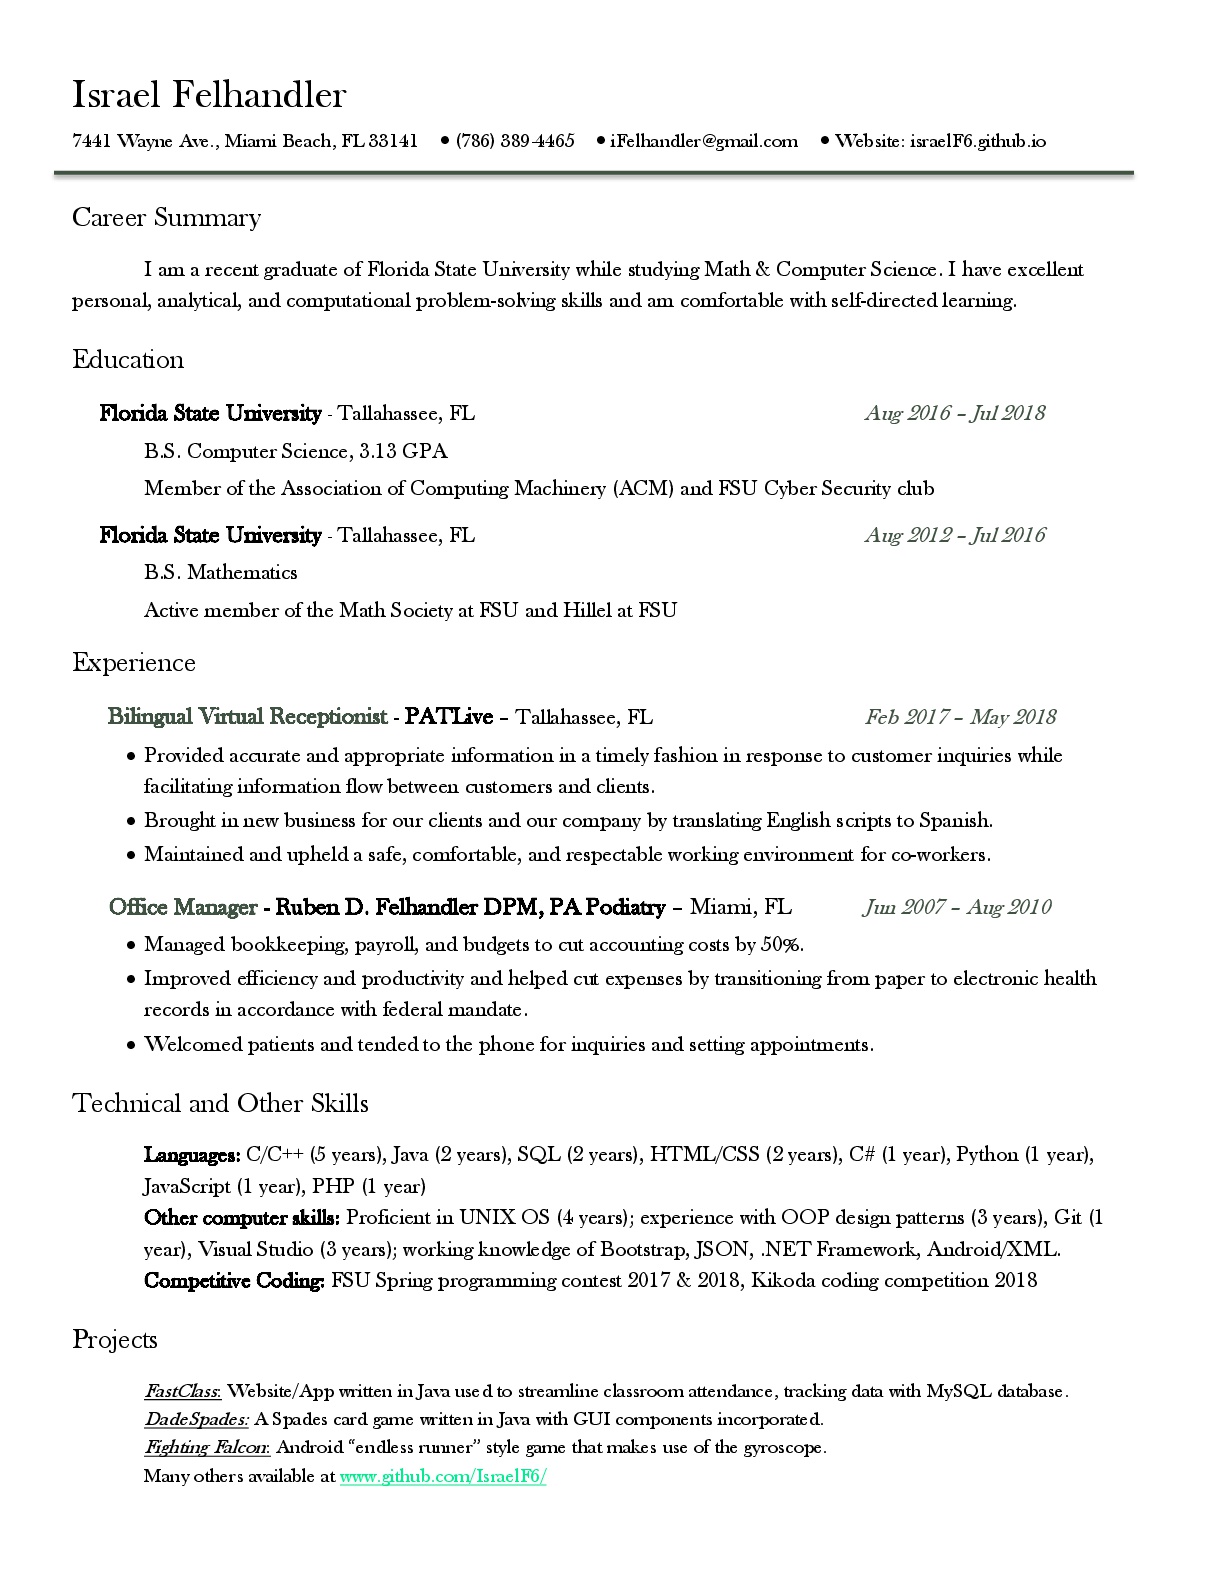 Israel Felhandler
7441 Wayne Ave., Miami Beach, FL 33141 • (786) 389-4465 • iFelhandler@gmail.com • Website: israelF6.github.io
Career Summary
I am a recent graduate of Florida State University while studying Math & Computer Science. I have excellent
personal, analytical, and computational problem-solving skills and am comfortable with self-directed learning.
Education
Florida State University - Tallahassee, FL Aug 2016 – Jul 2018
B.S. Computer Science, 3.13 GPA
Member of the Association of Computing Machinery (ACM) and FSU Cyber Security club
Florida State University - Tallahassee, FL Aug 2012 – Jul 2016
B.S. Mathematics
Active member of the Math Society at FSU and Hillel at FSU
Experience
Bilingual Virtual Receptionist - PATLive – Tallahassee, FL Feb 2017 – May 2018
• Provided accurate and appropriate information in a timely fashion in response to customer inquiries while
facilitating information flow between customers and clients.
• Brought in new business for our clients and our company by translating English scripts to Spanish.
• Maintained and upheld a safe, comfortable, and respectable working environment for co-workers.
Office Manager - Ruben D. Felhandler DPM, PA Podiatry – Miami, FL Jun 2007 – Aug 2010
• Managed bookkeeping, payroll, and budgets to cut accounting costs by 50%.
• Improved efficiency and productivity and helped cut expenses by transitioning from paper to electronic health
records in accordance with federal mandate.
• Welcomed patients and tended to the phone for inquiries and setting appointments.
Technical and Other Skills
Languages: C/C++ (5 years), Java (2 years), SQL (2 years), HTML/CSS (2 years), C# (1 year), Python (1 year),
JavaScript (1 year), PHP (1 year)
Other computer skills: Proficient in UNIX OS (4 years); experience with OOP design patterns (3 years), Git (1
year), Visual Studio (3 years); working knowledge of Bootstrap, JSON, .NET Framework, Android/XML.
Competitive Coding: FSU Spring programming contest 2017 & 2018, Kikoda coding competition 2018
Projects
FastClass: Website/App written in Java used to streamline classroom attendance, tracking data with MySQL database.
DadeSpades: A Spades card game written in Java with GUI components incorporated.
Fighting Falcon: Android “endless runner” style game that makes use of the gyroscope.
Many others available at www.github.com/IsraelF6/